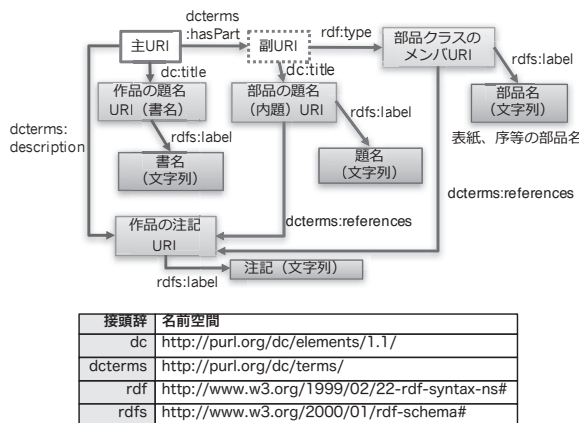 dcterms
:hasPart
主URI
副URI
rdf:type
部品クラスの
メンバURI
dc:title
dc:title
rdfs:label
作品の題名
URI（書名）
部品の題名
（内題）URI
部品名
（文字列）
rdfs:label
rdfs:label
表紙、序等の部品名
dcterms:
description
書名
（文字列）
題名
（文字列）
dcterms:references
dcterms:references
作品の注記
URI
注記（文字列）
rdfs:label
接頭辞 名前空間
dc http://purl.org/dc/elements/1.1/
dcterms http://purl.org/dc/terms/
rdf http://www.w3.org/1999/02/22-rdf-syntax-ns#
rdfs http://www.w3.org/2000/01/rdf-schema#